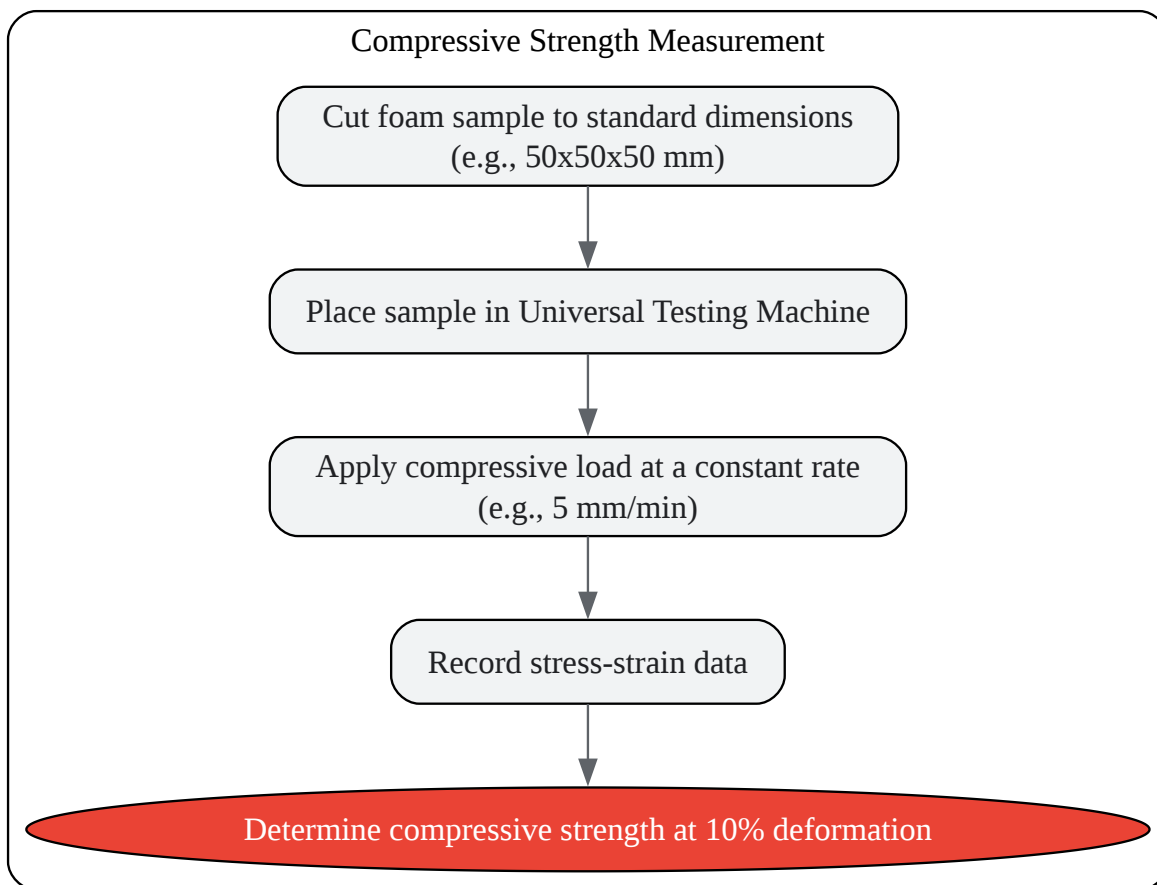 Compressive Strength Measurement
Cut foam sample to standard dimensions
(e.g., 50x50x50 mm)
Place sample in Universal Testing Machine
Apply compressive load at a constant rate
(e.g., 5 mm/min)
Record stress-strain data
Determine compressive strength at 10% deformation